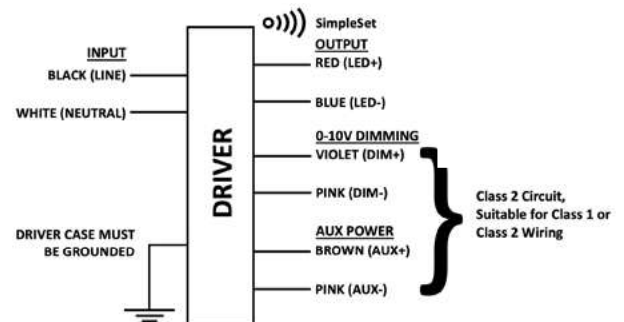 SimpleSet
INPUT
BLACK (LINE)
WHITE (NEUTRAL)
DRIVER CASE MUST
BE GROUNDED
DRIVER
OUTPUT
RED (LED+)
BLUE (LED-)
0-10V DIMMING
VIOLET (DIM+)
PINK (DIM-)
AUX POWER
BROWN (AUX+)
PINK (AUX-)
Class 2 Circuit,
Suitable for Class 1 or
Class 2 Wiring